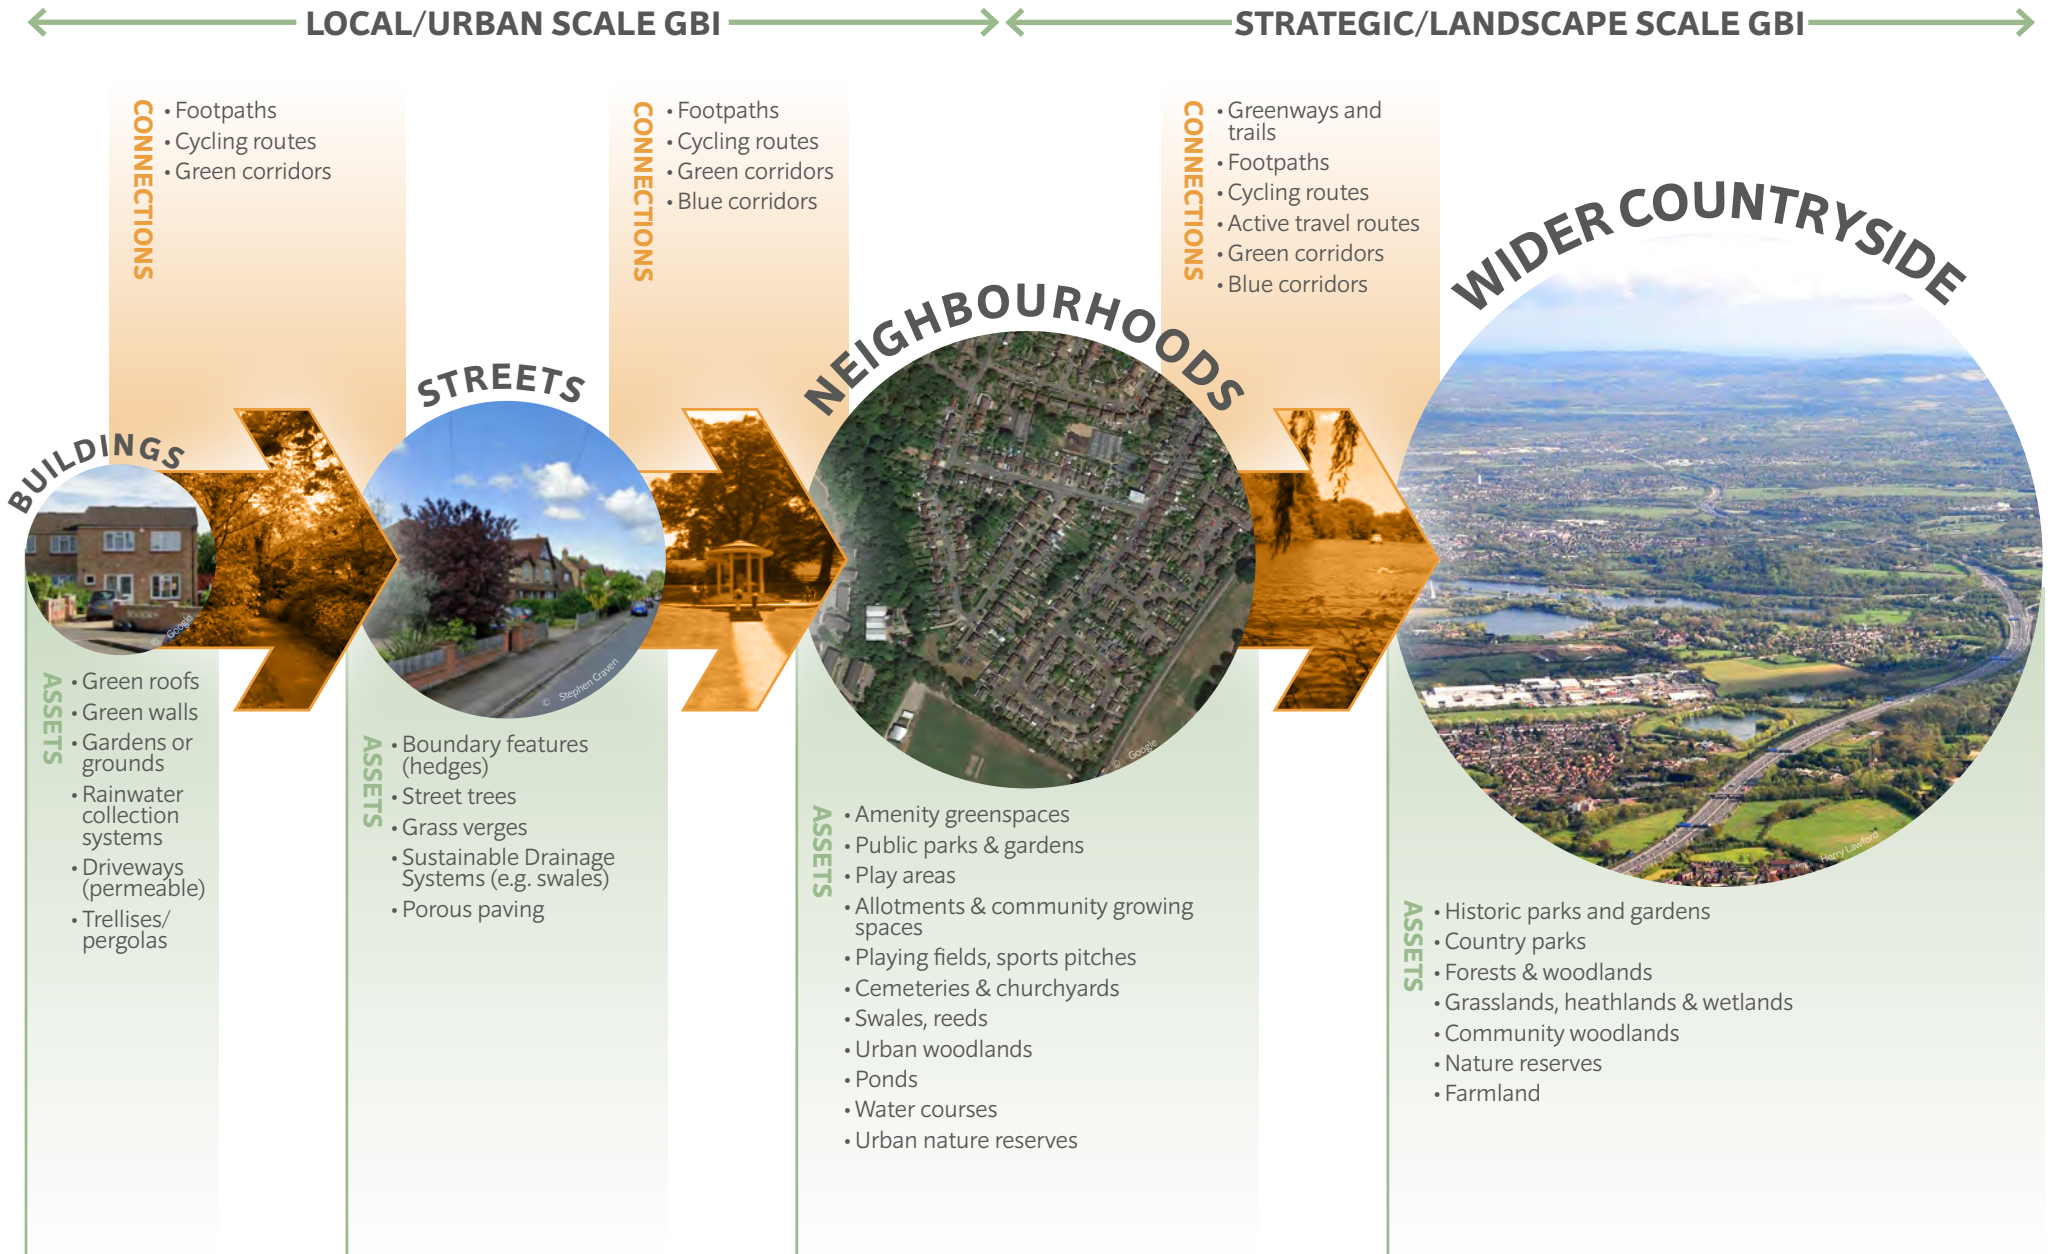 LOCAL/URBAN SCALE GBI
STRATEGIC/LANDSCAPE SCALE GBI
CONNECTIONS
• Footpaths
• Cycling routes
• Green corridors
CONNECTIONS
• Footpaths
• Cycling routes
• Green corridors
• Blue corridors
CONNECTIONS
• Greenways and
trails
• Footpaths
• Cycling routes
• Active travel routes
• Green corridors
• Blue corridors
BUILDINGS
© Google
ASSETS
• Green roofs
• Green walls
• Gardens or
grounds
• Rainwater
collection
systems
• Driveways
(permeable)
• Trellises/
pergolas
STREETS
© Stephen Craven
ASSETS
• Boundary features
(hedges)
• Street trees
• Grass verges
• Sustainable Drainage
Systems (e.g. swales)
• Porous paving
NEIGHBOURHOODS
© Google
ASSETS
• Amenity greenspaces
• Public parks & gardens
• Play areas
• Allotments & community growing
spaces
• Playing fields, sports pitches
• Cemeteries & churchyards
• Swales, reeds
• Urban woodlands
• Ponds
• Water courses
• Urban nature reserves
WIDER COUNTRYSIDE
© Herry Lawford
ASSETS
• Historic parks and gardens
• Country parks
• Forests & woodlands
• Grasslands, heathlands & wetlands
• Community woodlands
• Nature reserves
• Farmland